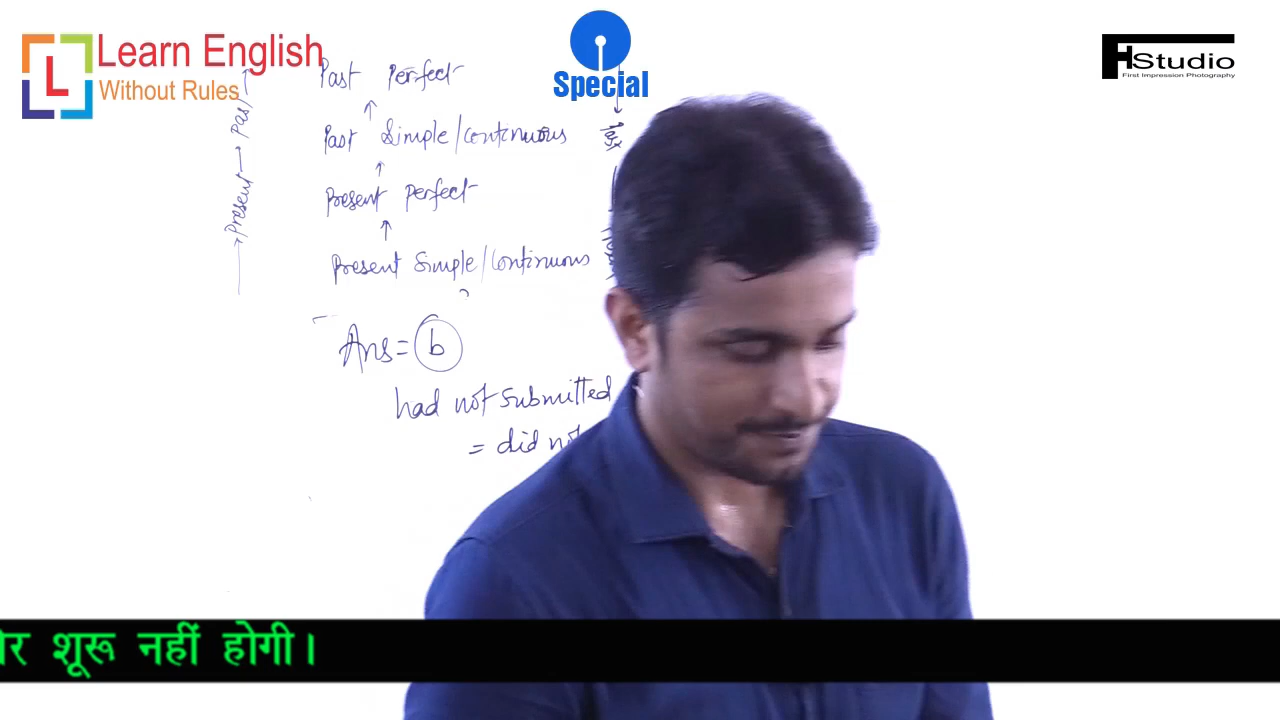 Learn English
Without Rules
Special
FHStudio
First Impression Photography
Past Perfect
Past Simple/Continuous
Present Perfect
Present Simple/Continuous
Present → Past
Ans = b
had not submitted
= did not
शूरू नहीं होगी।